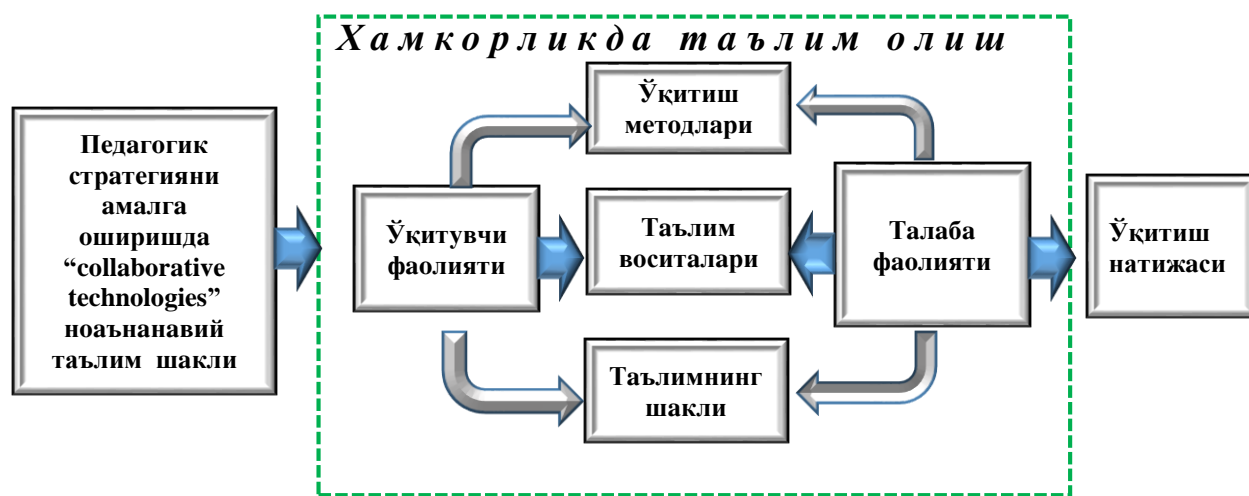 Хамкорликда таълим олиш
Педагогик
стратегияни
амалга
оширишда
“collaborative
technologies”
ноаънанавий
таълим шакли
Ўқитувчи
фаолияти
Ўқитиш
методлари
Таълим
воситалари
Таълимнинг
шакли
Талаба
фаолияти
Ўқитиш
натижаси